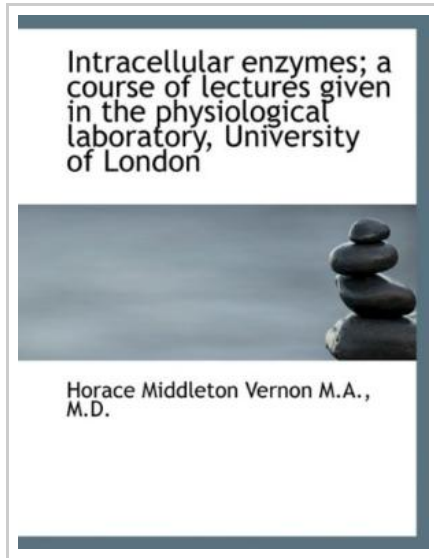 Intracellular enzymes; a
course of lectures given
in the physiological
laboratory, University
of London
Horace Middleton Vernon M.A.,
M.D.